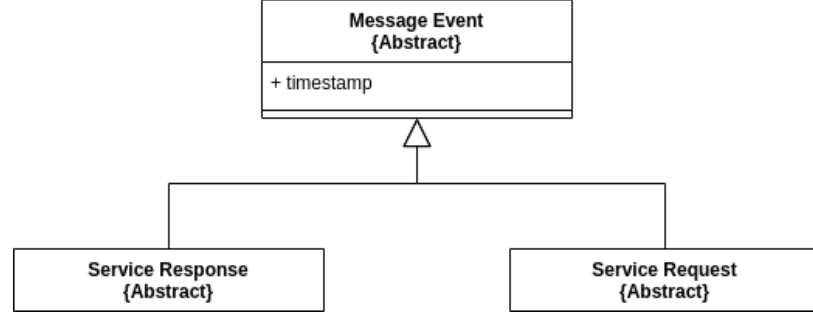 Message Event
{Abstract}
+ timestamp
Service Response
{Abstract}
Service Request
{Abstract}